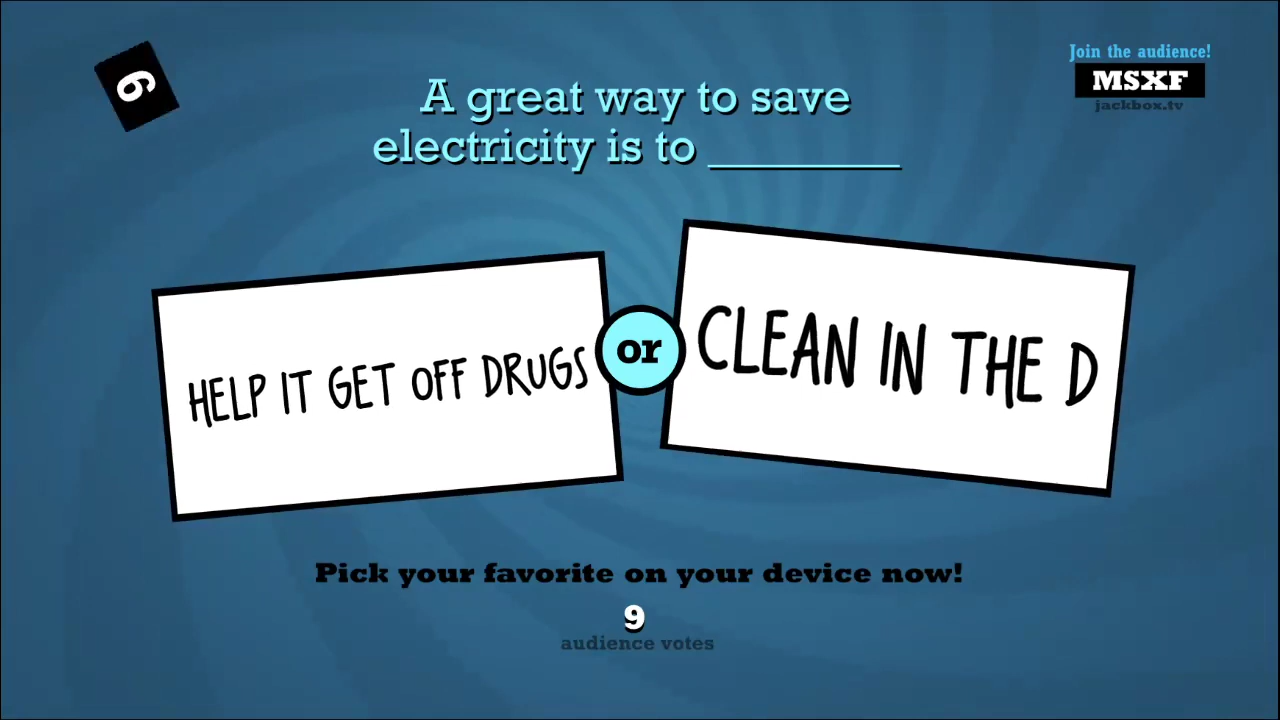 Join the audience!
MSXF
jackbox.tv
6
A great way to save
electricity is to ________
HELP IT GET OFF DRUGS
or
CLEAN IN THE D
Pick your favorite on your device now!
9
audience votes